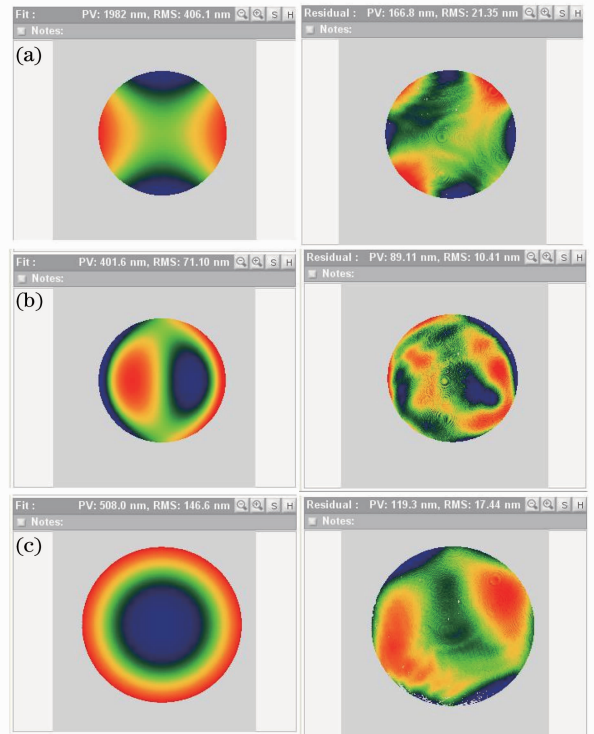 Fit : PV: 1982 nm, RMS: 406.1 nm S H
Notes:
(a)
Residual : PV: 166.8 nm, RMS: 21.35 nm S H
Notes:
Fit : PV: 401.6 nm, RMS: 71.10 nm S H
Notes:
(b)
Residual : PV: 89.11 nm, RMS: 10.41 nm S H
Notes:
Fit : PV: 508.0 nm, RMS: 146.6 nm S H
Notes:
(c)
Residual : PV: 119.3 nm, RMS: 17.44 nm S H
Notes: